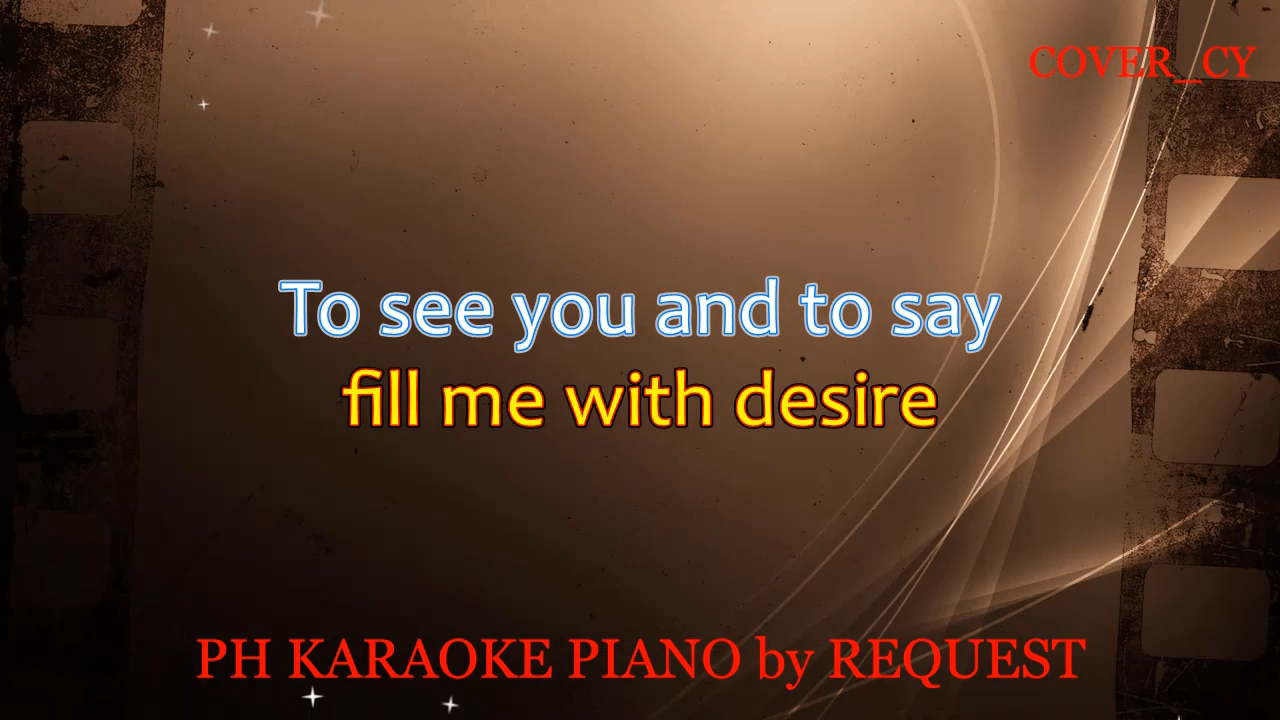 COVER_CY
To see you and to say
fill me with desire
PH KARAOKE PIANO by REQUEST